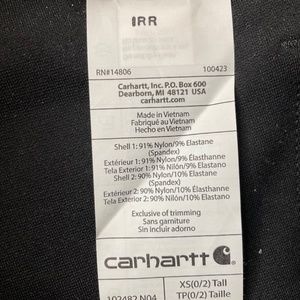 IRR
RN#14806 100423
Carhartt, Inc. P.O. Box 600
Dearborn, MI 48121 USA
carhartt.com
Made in Vietnam
Fabriqué au Vietnam
Hecho en Vietnam
Shell 1: 91% Nylon/9% Elastane
(Spandex)
Extérieur 1: 91% Nylon/9% Élasthanne
Tela Exterior 1: 91% Nilón/9% Elastano
Shell 2: 90% Nylon/10% Elastane
(Spandex)
Extérieur 2: 90% Nylon/10% Élasthanne
Tela Exterior 2: 90% Nilón/10% Elastano
Exclusive of trimming
Sans garniture
Sin incluir adorno
carhartt
102482 N04 XS(0/2) Tall
TP(0/2) Taille